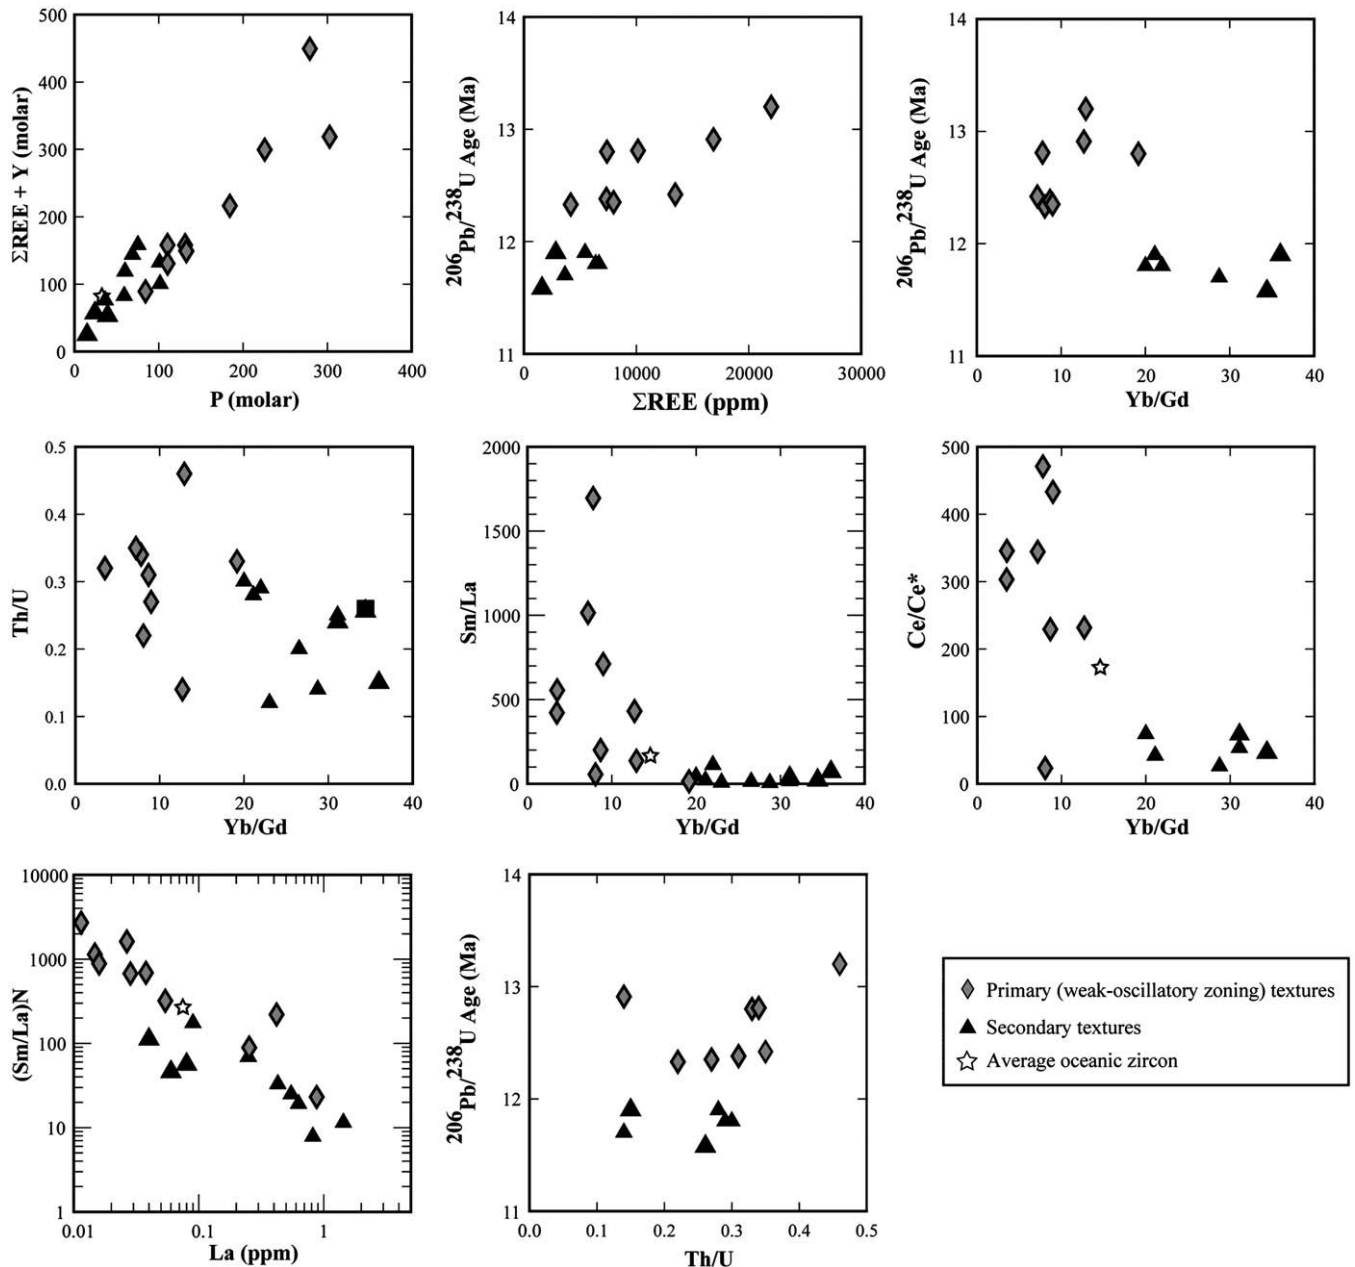 500
400
300
200
100
0
ΣREE + Y (molar)
0 100 200 300 400
P (molar)
14
13
12
11
206Pb/238U Age (Ma)
10000 20000 30000
ΣREE (ppm)
14
13
12
11
206Pb/238U Age (Ma)
0 10 20 30 40
Yb/Gd
0.5
0.4
0.3
0.2
0.1
0.0
Th/U
0 10 20 30 40
Yb/Gd
2000
1500
1000
500
0
Sm/La
0 10 20 30 40
Yb/Gd
500
400
300
200
100
0
Ce/Ce*
0 10 20 30 40
Yb/Gd
10000
1000
100
10
1
(Sm/La)N
0.01 0.1 1
La (ppm)
14
13
12
11
206Pb/238U Age (Ma)
0.0 0.1 0.2 0.3 0.4 0.5
Th/U
Primary (weak-oscillatory zoning) textures
Secondary textures
Average oceanic zircon